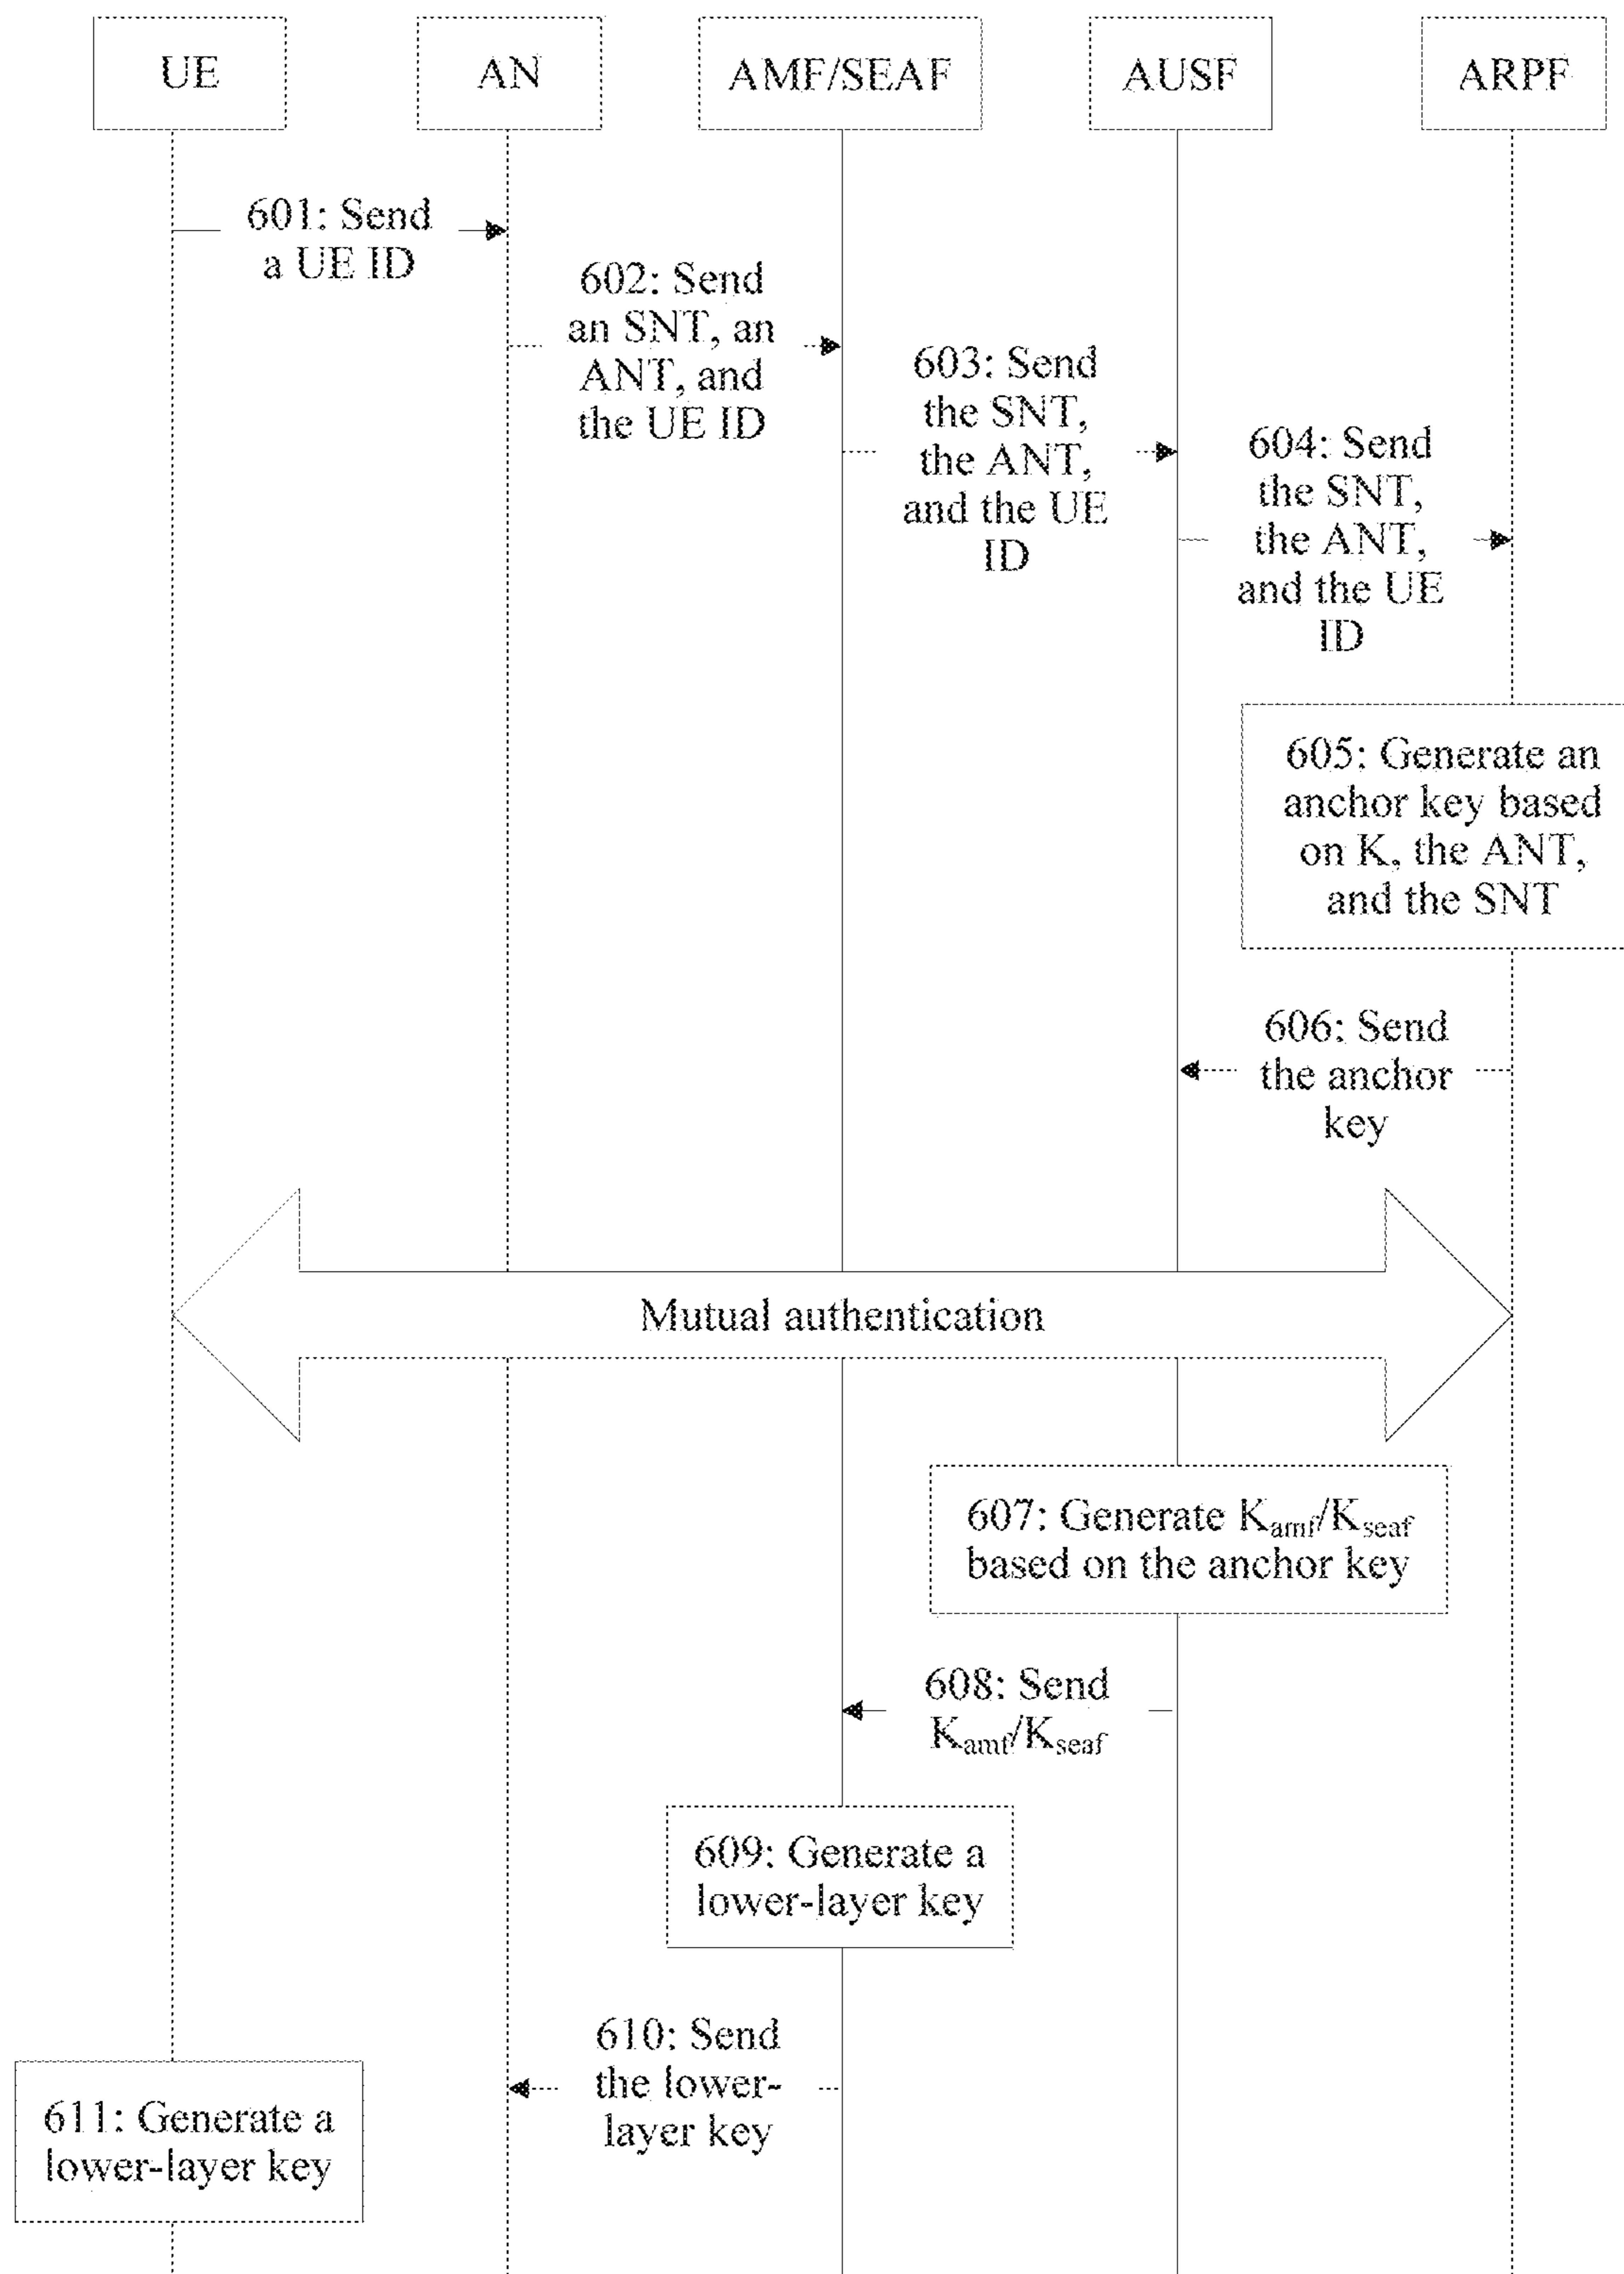 UE
AN
AMF/SEAF
AUSF
ARPF
601: Send
a UE ID
602: Send
an SNT, an
ANT, and
the UE ID
603: Send
the SNT,
the ANT,
and the UE
ID
604: Send
the SNT,
the ANT,
and the UE
ID
605: Generate an
anchor key based
on K, the ANT,
and the SNT
606: Send
the anchor
key
Mutual authentication
607: Generate Kamf/Kseaf
based on the anchor key
608: Send
Kamf/Kseaf
609: Generate a
lower-layer key
610: Send
the lower-
layer key
611: Generate a
lower-layer key